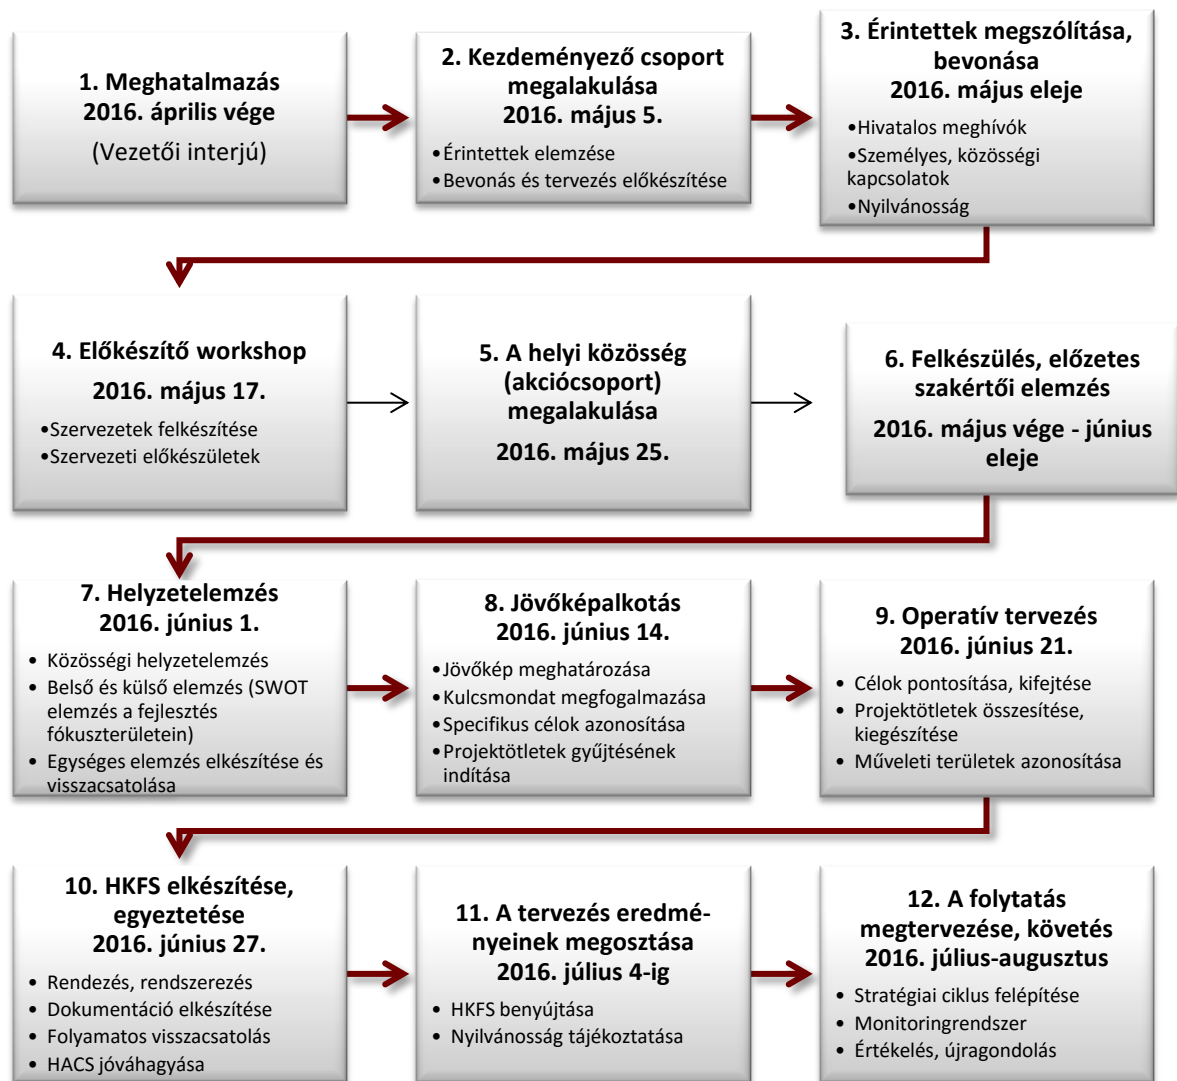 1. Meghatalmazás
2016. április vége
(Vezetői interjú)
2. Kezdeményező csoport
megalakulása
2016. május 5.
•Érintettek elemzése
•Bevonás és tervezés előkészítése
3. Érintettek megszólítása,
bevonása
2016. május eleje
•Hivatalos meghívók
•Személyes, közösségi
kapcsolatok
•Nyilvánosság
4. Előkészítő workshop
2016. május 17.
•Szervezetek felkészítése
•Szervezeti előkészületek
5. A helyi közösség
(akciócsoport)
megalakulása
2016. május 25.
6. Felkészülés, előzetes
szakértői elemzés
2016. május vége - június
eleje
7. Helyzetelemzés
2016. június 1.
• Közösségi helyzetelemzés
• Belső és külső elemzés (SWOT
elemzés a fejlesztés
fókuszterületein)
• Egységes elemzés elkészítése és
visszacsatolása
8. Jövőképalkotás
2016. június 14.
•Jövőkép meghatározása
•Kulcsmondat megfogalmazása
•Specifikus célok azonosítása
•Projektötletek gyűjtésének
indítása
9. Operatív tervezés
2016. június 21.
• Célok pontosítása, kifejtése
• Projektötletek összesítése,
kiegészítése
• Műveleti területek azonosítása
10. HKFS elkészítése,
egyeztetése
2016. június 27.
• Rendezés, rendszerezés
• Dokumentáció elkészítése
• Folyamatos visszacsatolás
• HACS jóváhagyása
11. A tervezés eredmé-
nyeinek megosztása
2016. július 4-ig
• HKFS benyújtása
• Nyilvánosság tájékoztatása
12. A folytatás
megtervezése, követés
2016. július-augusztus
• Stratégiai ciklus felépítése
• Monitoringrendszer
• Értékelés, újragondolás